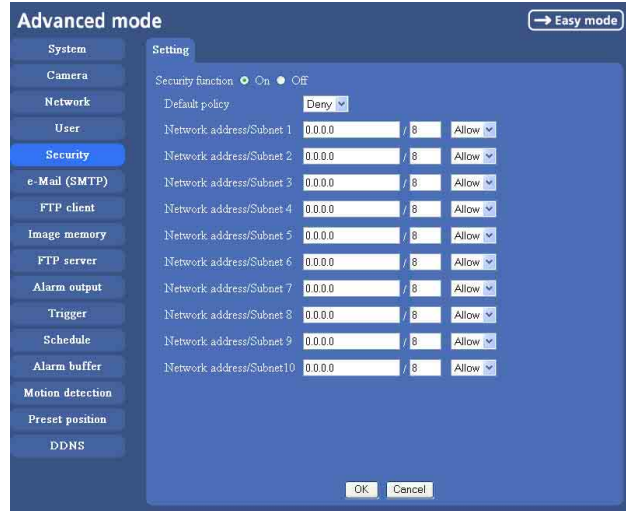 Advanced mode
→ Easy mode
System
Camera
Network
User
Security
e-Mail (SMTP)
FTP client
Image memory
FTP server
Alarm output
Trigger
Schedule
Alarm buffer
Motion detection
Preset position
DDNS
Setting
Security function On Off
Default policy Deny
Network address/Subnet 1 0.0.0.0 / 8 Allow
Network address/Subnet 2 0.0.0.0 / 8 Allow
Network address/Subnet 3 0.0.0.0 / 8 Allow
Network address/Subnet 4 0.0.0.0 / 8 Allow
Network address/Subnet 5 0.0.0.0 / 8 Allow
Network address/Subnet 6 0.0.0.0 / 8 Allow
Network address/Subnet 7 0.0.0.0 / 8 Allow
Network address/Subnet 8 0.0.0.0 / 8 Allow
Network address/Subnet 9 0.0.0.0 / 8 Allow
Network address/Subnet10 0.0.0.0 / 8 Allow
OK Cancel